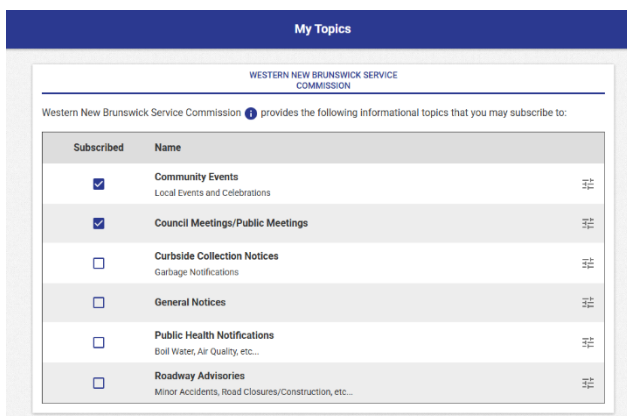 My Topics
WESTERN NEW BRUNSWICK SERVICE
COMMISSION
Western New Brunswick Service Commission i provides the following informational topics that you may subscribe to:
Subscribed Name
Community Events
Local Events and Celebrations
Council Meetings/Public Meetings
Curbside Collection Notices
Garbage Notifications
General Notices
Public Health Notifications
Boil Water, Air Quality, etc...
Roadway Advisories
Minor Accidents, Road Closures/Construction, etc...